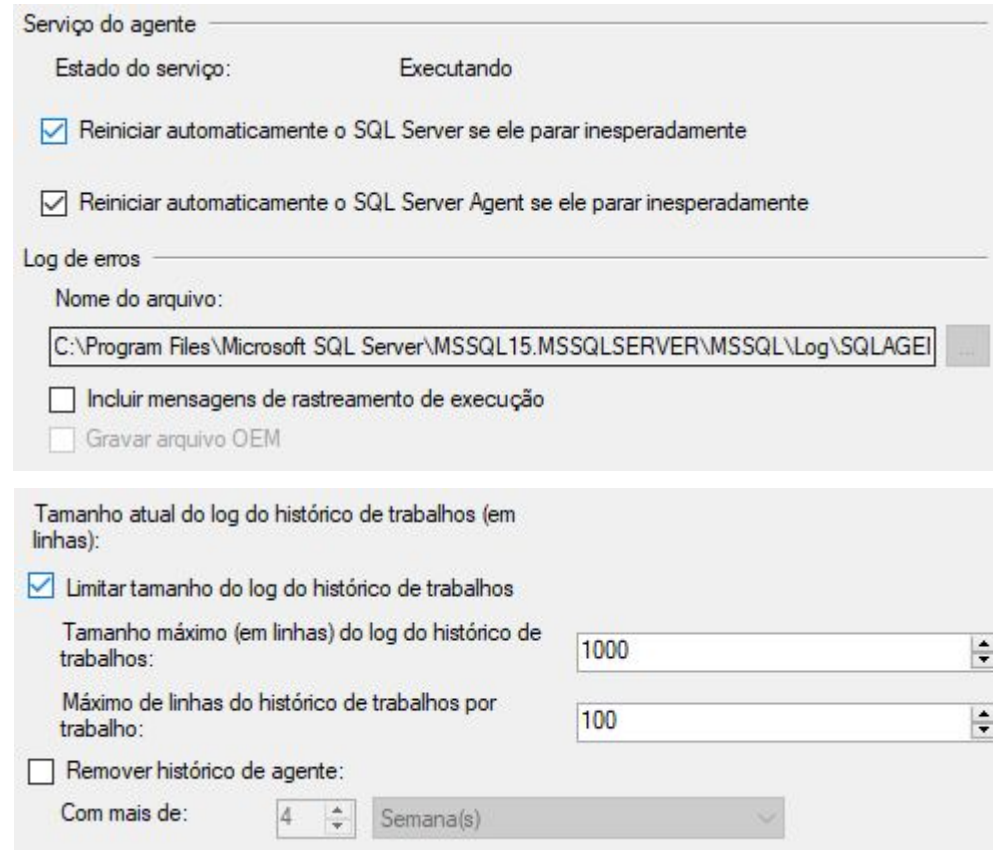 Serviço do agente
Estado do serviço: Executando
Reiniciar automaticamente o SQL Server se ele parar inesperadamente
Reiniciar automaticamente o SQL Server Agent se ele parar inesperadamente
Log de erros
Nome do arquivo:
C:\Program Files\Microsoft SQL Server\MSSQL15.MSSQLSERVER\MSSQL\Log\SQLAGE
...
Incluir mensagens de rastreamento de execução
Gravar arquivo OEM
Tamanho atual do log do histórico de trabalhos (em
linhas):
Limitar tamanho do log do histórico de trabalhos
Tamanho máximo (em linhas) do log do histórico de
trabalhos:
1000
Máximo de linhas do histórico de trabalhos por
trabalho:
100
Remover histórico de agente:
Com mais de: 4 Semana(s)